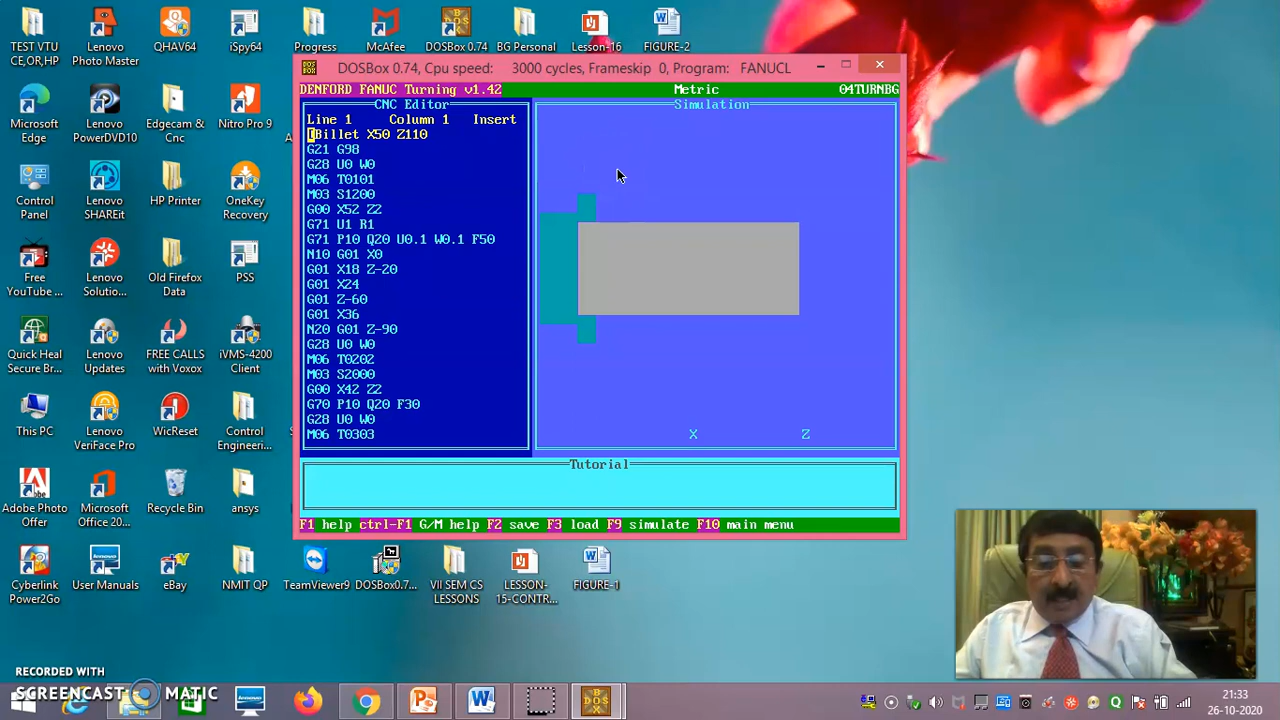 TEST VTU CE,OR,HP
Lenovo Photo Master
QHAV64
iSpy64
Progress
McAfee
DOSBox 0.74
BG Personal
Lesson-16
FIGURE-2
Microsoft Edge
Lenovo PowerDVD10
Edgecam & Cnc
Nitro Pro 9
Control Panel
Lenovo SHAREit
HP Printer
OneKey Recovery
Free YouTube ...
Lenovo Solutio...
Old Firefox Data
PSS
Quick Heal Secure Br...
Lenovo Updates
FREE CALLS with Voxox
iVMS-4200 Client
This PC
Lenovo VeriFace Pro
WicReset
Control Engineeri...
Adobe Photo Offer
Microsoft Office 20...
Recycle Bin
ansys
Cyberlink Power2Go
User Manuals
eBay
NMIT QP
TeamViewer9
DOSBox0.7...
VII SEM CS LESSONS
LESSON-15-CONTR...
FIGURE-1
DOSBox 0.74, Cpu speed: 3000 cycles, Frameskip 0, Program: FANUCL
DENFORD FANUC Turning v1.42 Metric 04TURNBG
CNC Editor
Simulation
Line 1 Column 1 Insert
[Billet X50 Z110
G21 G98
G28 U0 W0
M06 T0101
M03 S1200
G00 X52 Z2
G71 U1 R1
G71 P10 Q20 U0.1 W0.1 F50
N10 G01 X0
G01 X18 Z-20
G01 X24
G01 Z-60
G01 X36
N20 G01 Z-90
G28 U0 W0
M06 T0202
M03 S2000
G00 X42 Z2
G70 P10 Q20 F30
G28 U0 W0
M06 T0303
X Z
Tutorial
F1 help ctrl-F1 G/M help F2 save F3 load F9 simulate F10 main menu
RECORDED WITH
SCREENCAST MATIC
21:33
26-10-2020